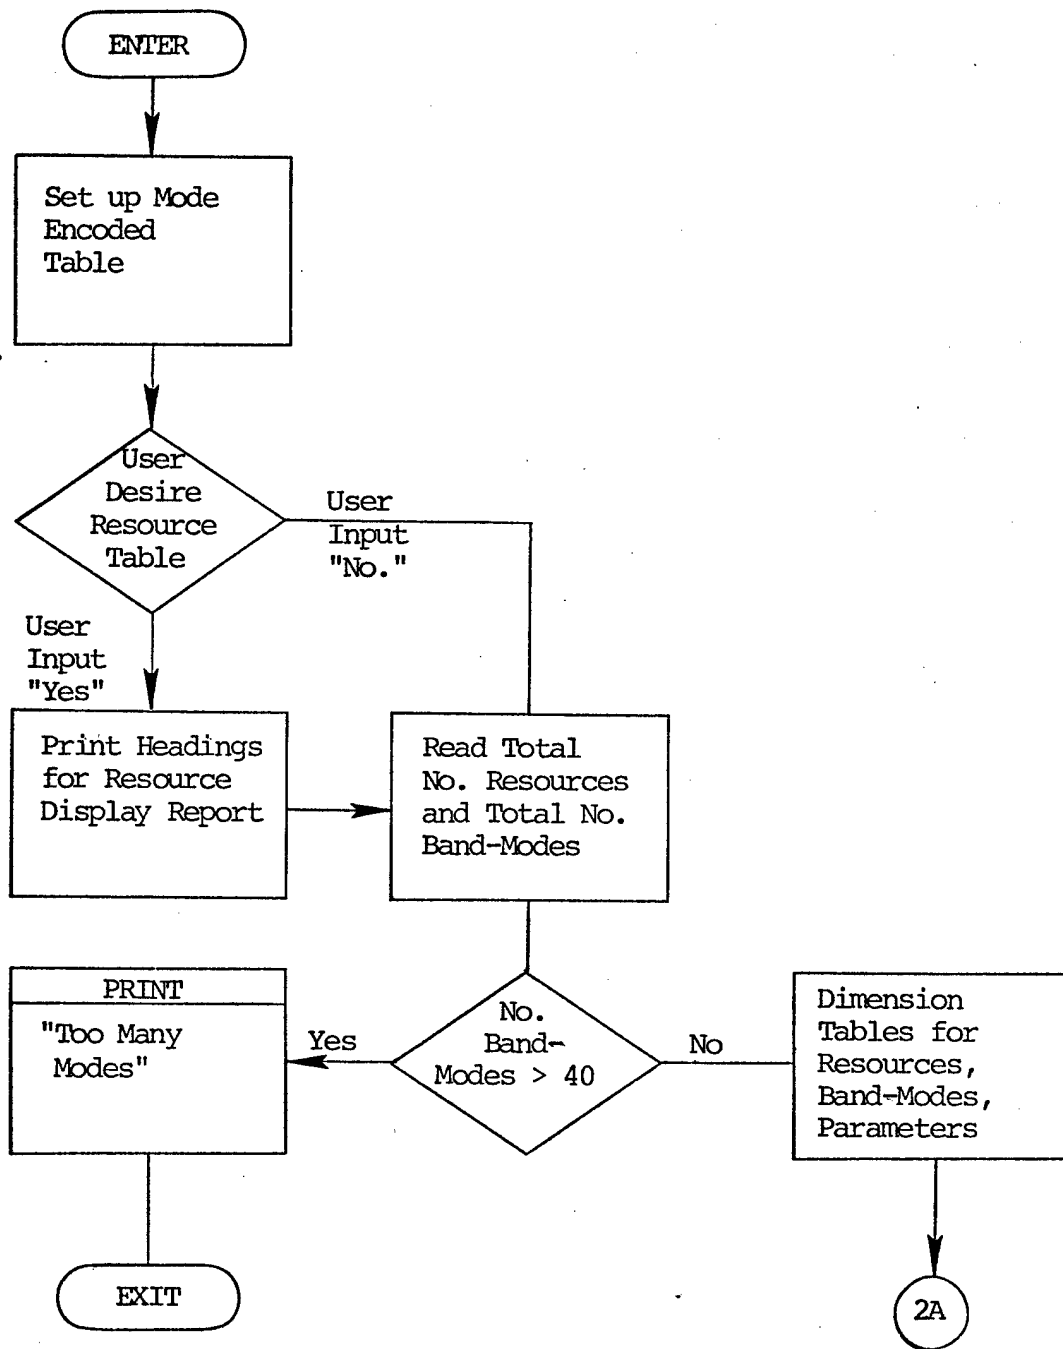 ENTER
Set up Mode
Encoded
Table
User
Desire
Resource
Table
User
Input
"No."
User
Input
"Yes"
Print Headings
for Resource
Display Report
Read Total
No. Resources
and Total No.
Band-Modes
PRINT
"Too Many
Modes"
Yes
No.
Band-
Modes > 40
No
Dimension
Tables for
Resources,
Band-Modes,
Parameters
EXIT
2A